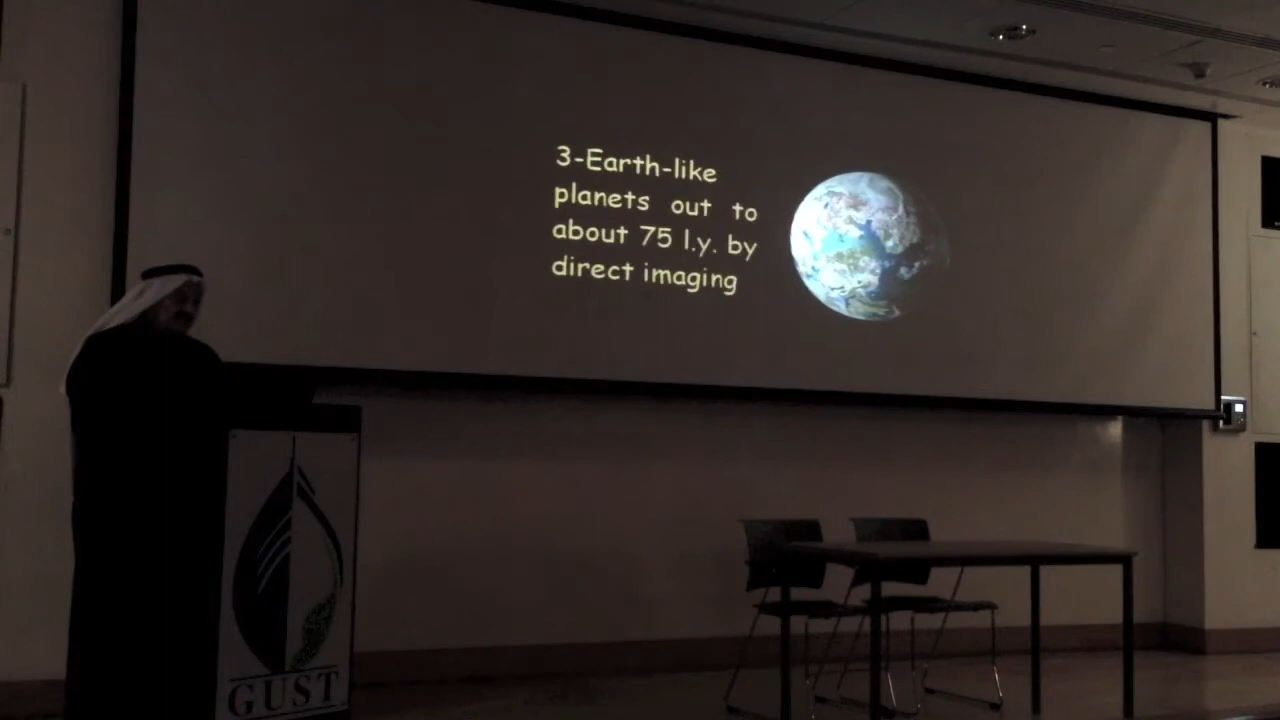 3-Earth-like
planets out to
about 75 l.y. by
direct imaging
GUST